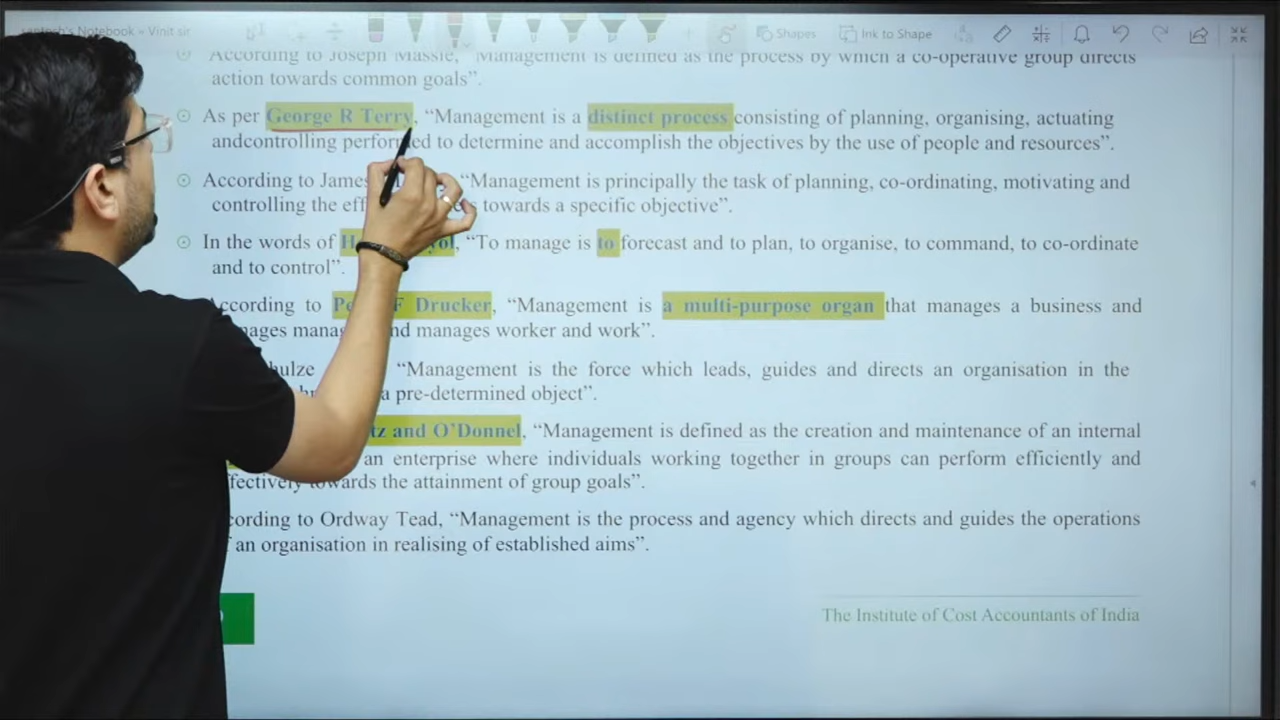 Notebook – Vinit sir
Shapes
Ink to Shape
According to Joseph Massie, “Management is defined as the process by which a co-operative group directs
action towards common goals”.
As per George R Terry, “Management is a distinct process consisting of planning, organising, actuating
andcontrolling performed to determine and accomplish the objectives by the use of people and resources”.
According to James “Management is principally the task of planning, co-ordinating, motivating and
controlling the towards a specific objective”.
In the words of “To manage is to forecast and to plan, to organise, to command, to co-ordinate
and to control”.
According to F Drucker, “Management is a multi-purpose organ that manages a business and
and manages worker and work”.
“Management is the force which leads, guides and directs an organisation in the
a pre-determined object”.
and O’Donnel, “Management is defined as the creation and maintenance of an internal
an enterprise where individuals working together in groups can perform efficiently and
towards the attainment of group goals”.
to Ordway Tead, “Management is the process and agency which directs and guides the operations
an organisation in realising of established aims”.
The Institute of Cost Accountants of India